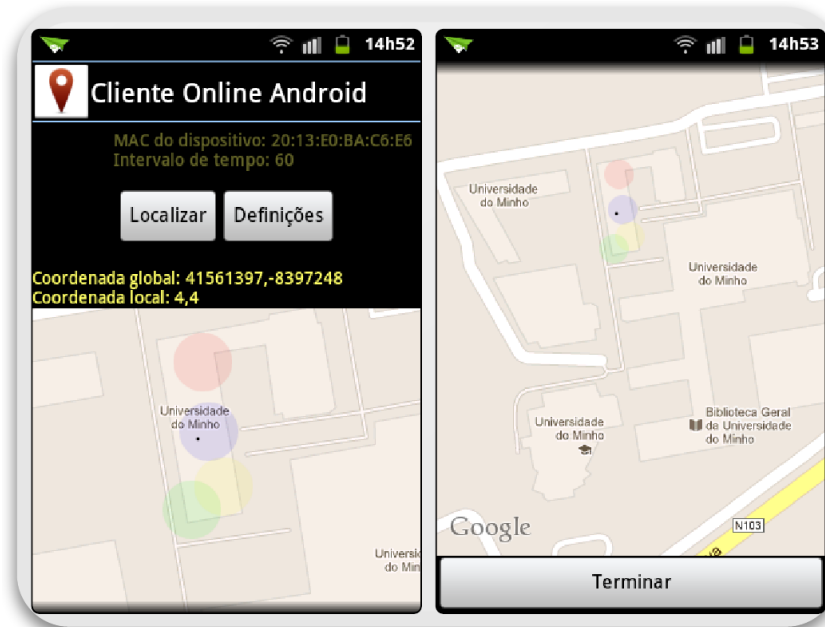 14h52
Cliente Online Android
MAC do dispositivo: 20:13:E0:BA:C6:E6
Intervalo de tempo: 60
Localizar
Definições
Coordenada global: 41561397,-8397248
Coordenada local: 4,4
Universidade
do Minho
Universi
do Min
14h53
Universidade
do Minho
Universidade
do Minho
Universidade
do Minho
Biblioteca Geral
da Universidade
do Minho
Google
N103
va
Terminar